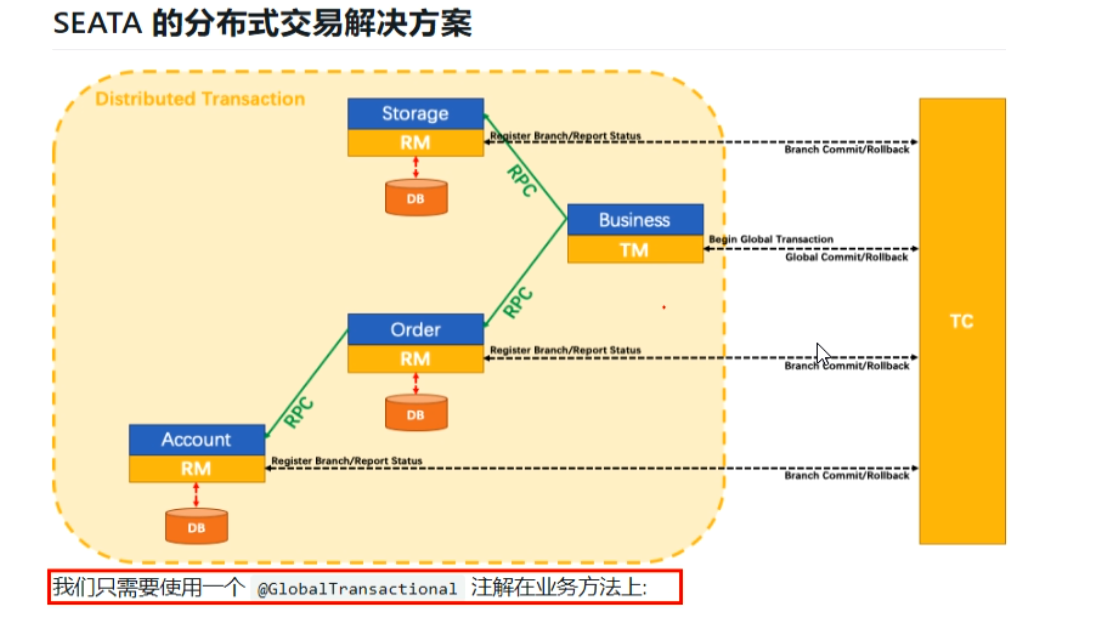 SEATA 的分布式交易解决方案
Distributed Transaction
Storage
RM
DB
Register Branch/Report Status
Branch Commit/Rollback
RPC
Business
TM
Begin Global Transaction
Global Commit/Rollback
RPC
Order
RM
DB
Register Branch/Report Status
Branch Commit/Rollback
TC
RPC
Account
RM
DB
Register Branch/Report Status
Branch Commit/Rollback
我们只需要使用一个 @GlobalTransactional 注解在业务方法上: